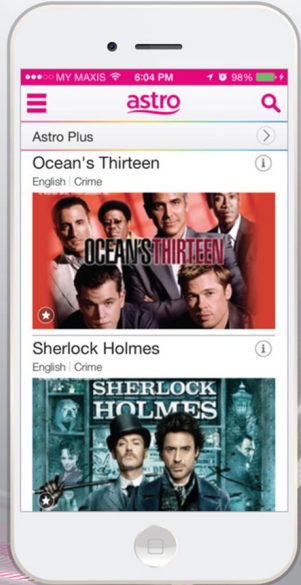 MY MAXIS 6:04 PM 98%
astro
Astro Plus
Ocean's Thirteen
English | Crime
OCEAN'S THIRTEEN
Sherlock Holmes
English | Crime
SHERLOCK
HOLMES